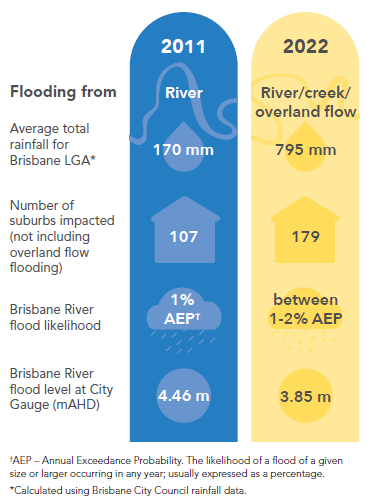 2011
2022
Flooding from
River
River/creek/
overland flow
Average total
rainfall for
Brisbane LGA*
170 mm
795 mm
Number of
suburbs impacted
(not including
overland flow
flooding)
107
179
Brisbane River
flood likelihood
1%
AEP†
between
1-2% AEP
Brisbane River
flood level at City
Gauge (mAHD)
4.46 m
3.85 m
†AEP – Annual Exceedance Probability. The likelihood of a flood of a given
size or larger occurring in any year; usually expressed as a percentage.
*Calculated using Brisbane City Council rainfall data.